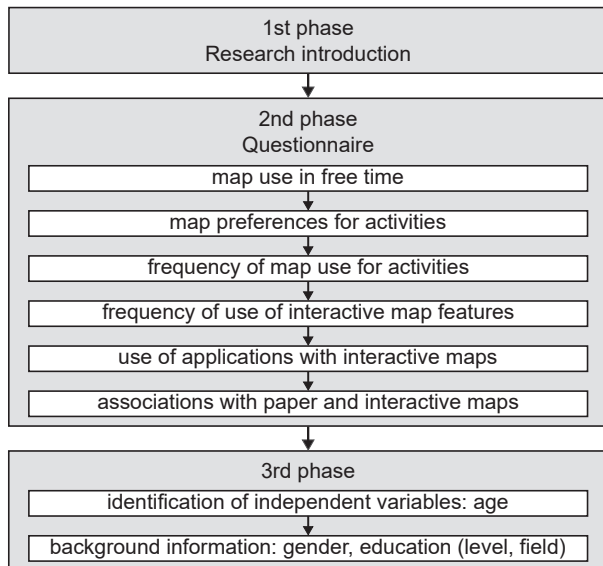 1st phase
Research introduction
2nd phase
Questionnaire
map use in free time
map preferences for activities
frequency of map use for activities
frequency of use of interactive map features
use of applications with interactive maps
associations with paper and interactive maps
3rd phase
identification of independent variables: age
background information: gender, education (level, field)